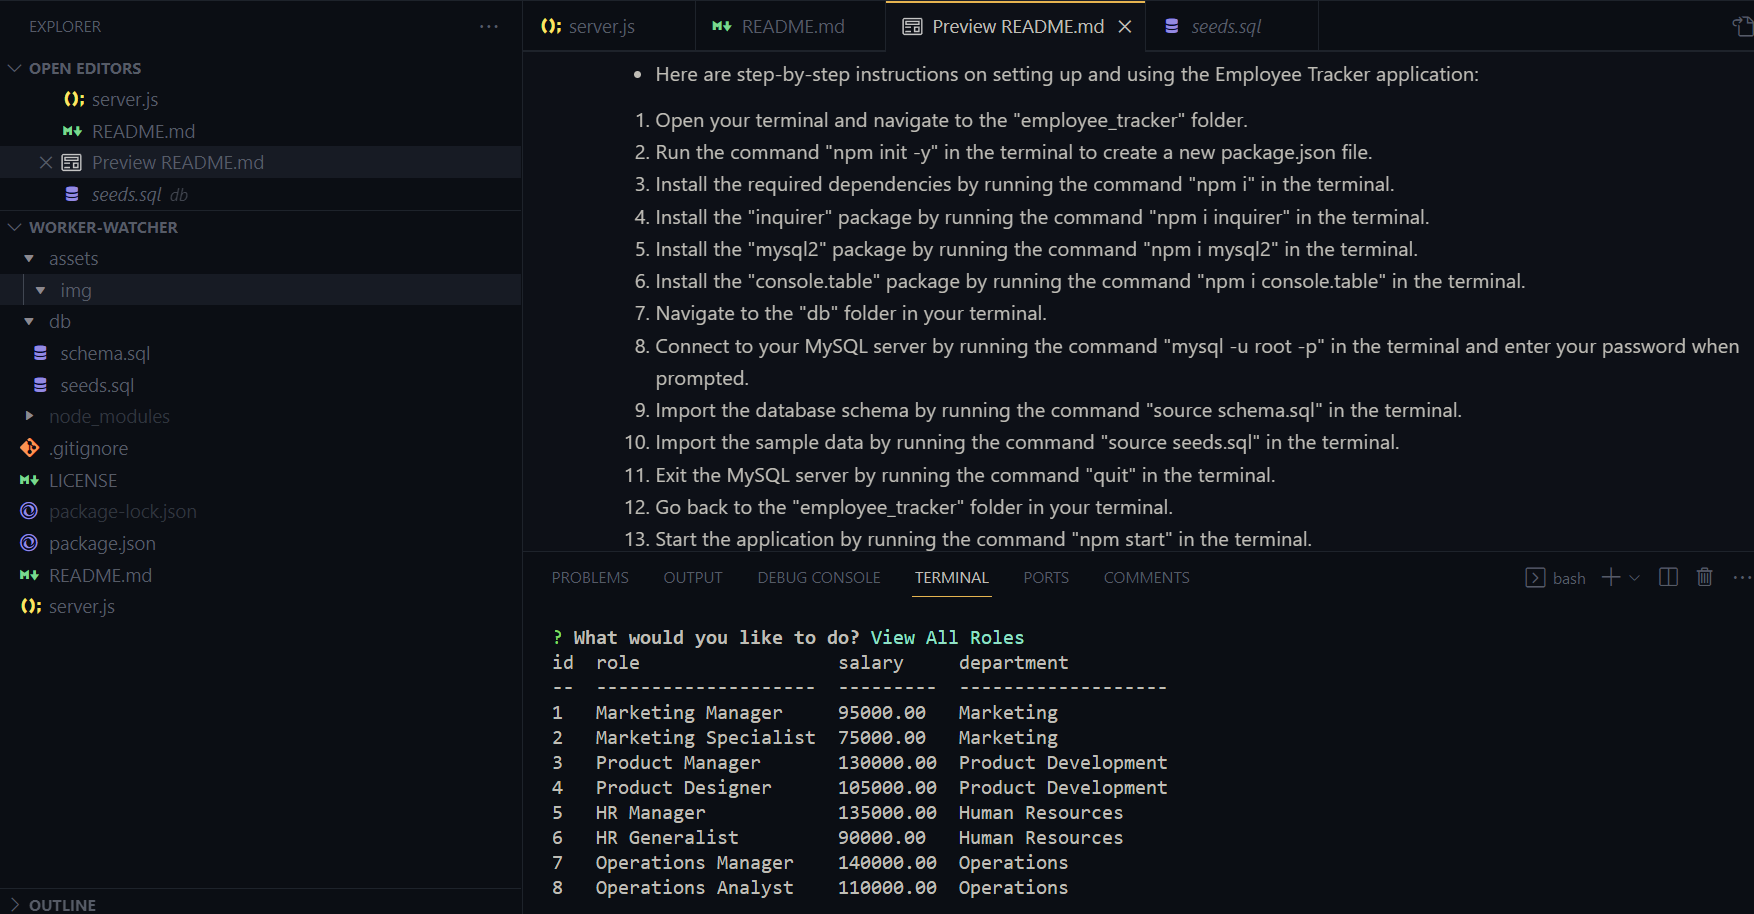 EXPLORER
···
OPEN EDITORS
server.js
README.md
Preview README.md
seeds.sql db
WORKER-WATCHER
assets
img
db
schema.sql
seeds.sql
node_modules
.gitignore
LICENSE
package-lock.json
package.json
README.md
server.js
OUTLINE
server.js README.md Preview README.md seeds.sql
• Here are step-by-step instructions on setting up and using the Employee Tracker application:
1. Open your terminal and navigate to the "employee_tracker" folder.
2. Run the command "npm init -y" in the terminal to create a new package.json file.
3. Install the required dependencies by running the command "npm i" in the terminal.
4. Install the "inquirer" package by running the command "npm i inquirer" in the terminal.
5. Install the "mysql2" package by running the command "npm i mysql2" in the terminal.
6. Install the "console.table" package by running the command "npm i console.table" in the terminal.
7. Navigate to the "db" folder in your terminal.
8. Connect to your MySQL server by running the command "mysql -u root -p" in the terminal and enter your password when
prompted.
9. Import the database schema by running the command "source schema.sql" in the terminal.
10. Import the sample data by running the command "source seeds.sql" in the terminal.
11. Exit the MySQL server by running the command "quit" in the terminal.
12. Go back to the "employee_tracker" folder in your terminal.
13. Start the application by running the command "npm start" in the terminal.
PROBLEMS OUTPUT DEBUG CONSOLE TERMINAL PORTS COMMENTS bash
? What would you like to do? View All Roles
id role salary department
-- -------------------- --------- -------------------
1 Marketing Manager 95000.00 Marketing
2 Marketing Specialist 75000.00 Marketing
3 Product Manager 130000.00 Product Development
4 Product Designer 105000.00 Product Development
5 HR Manager 135000.00 Human Resources
6 HR Generalist 90000.00 Human Resources
7 Operations Manager 140000.00 Operations
8 Operations Analyst 110000.00 Operations